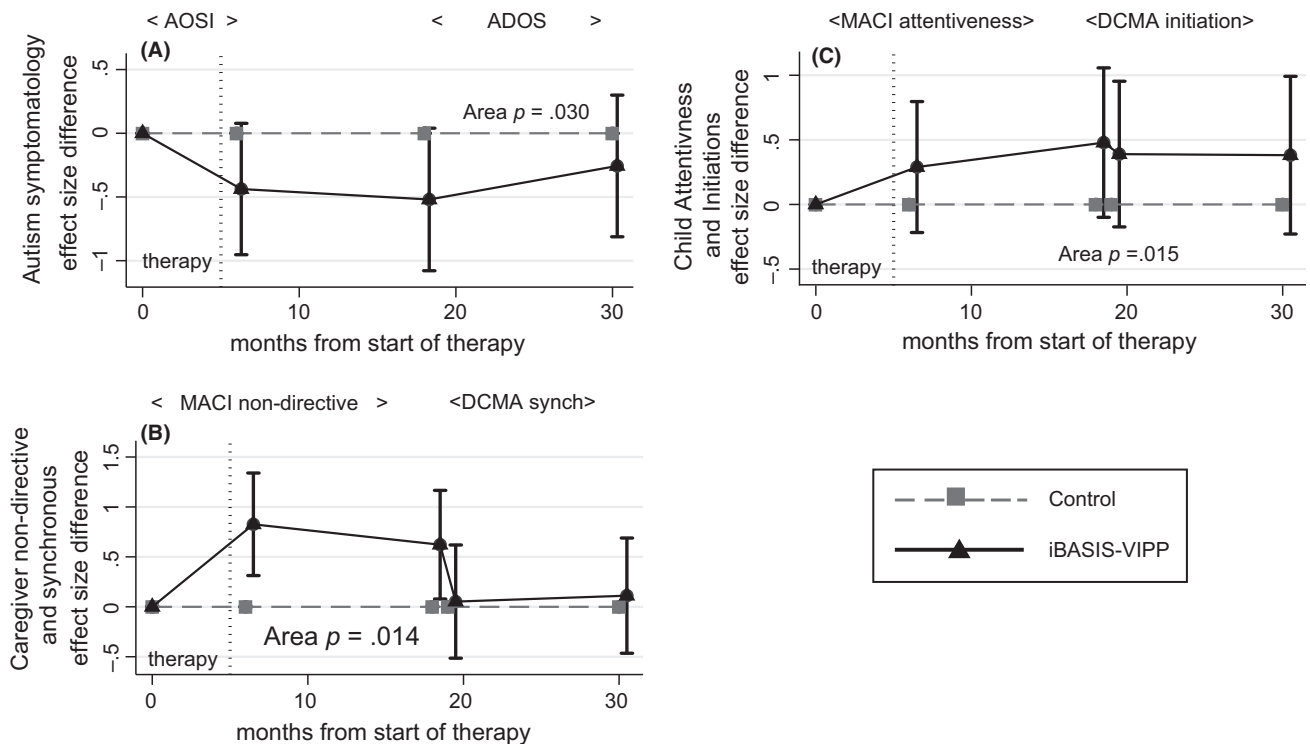 < AOSI >
< ADOS >
(A)
Autism symptomatology
effect size difference
.5
0
-.5
-1
Area p = .030
therapy
0 10 20 30
months from start of therapy
<MACI attentiveness>
<DCMA initiation>
(C)
Child Attentivness
and Initiations
effect size difference
1
.5
0
-.5
Area p =.015
therapy
0 10 20 30
months from start of therapy
< MACI non-directive >
<DCMA synch>
(B)
Caregiver non-directive
and synchronous
effect size difference
1.5
1
.5
0
-.5
Area p = .014
therapy
0 10 20 30
months from start of therapy
Control
iBASIS-VIPP